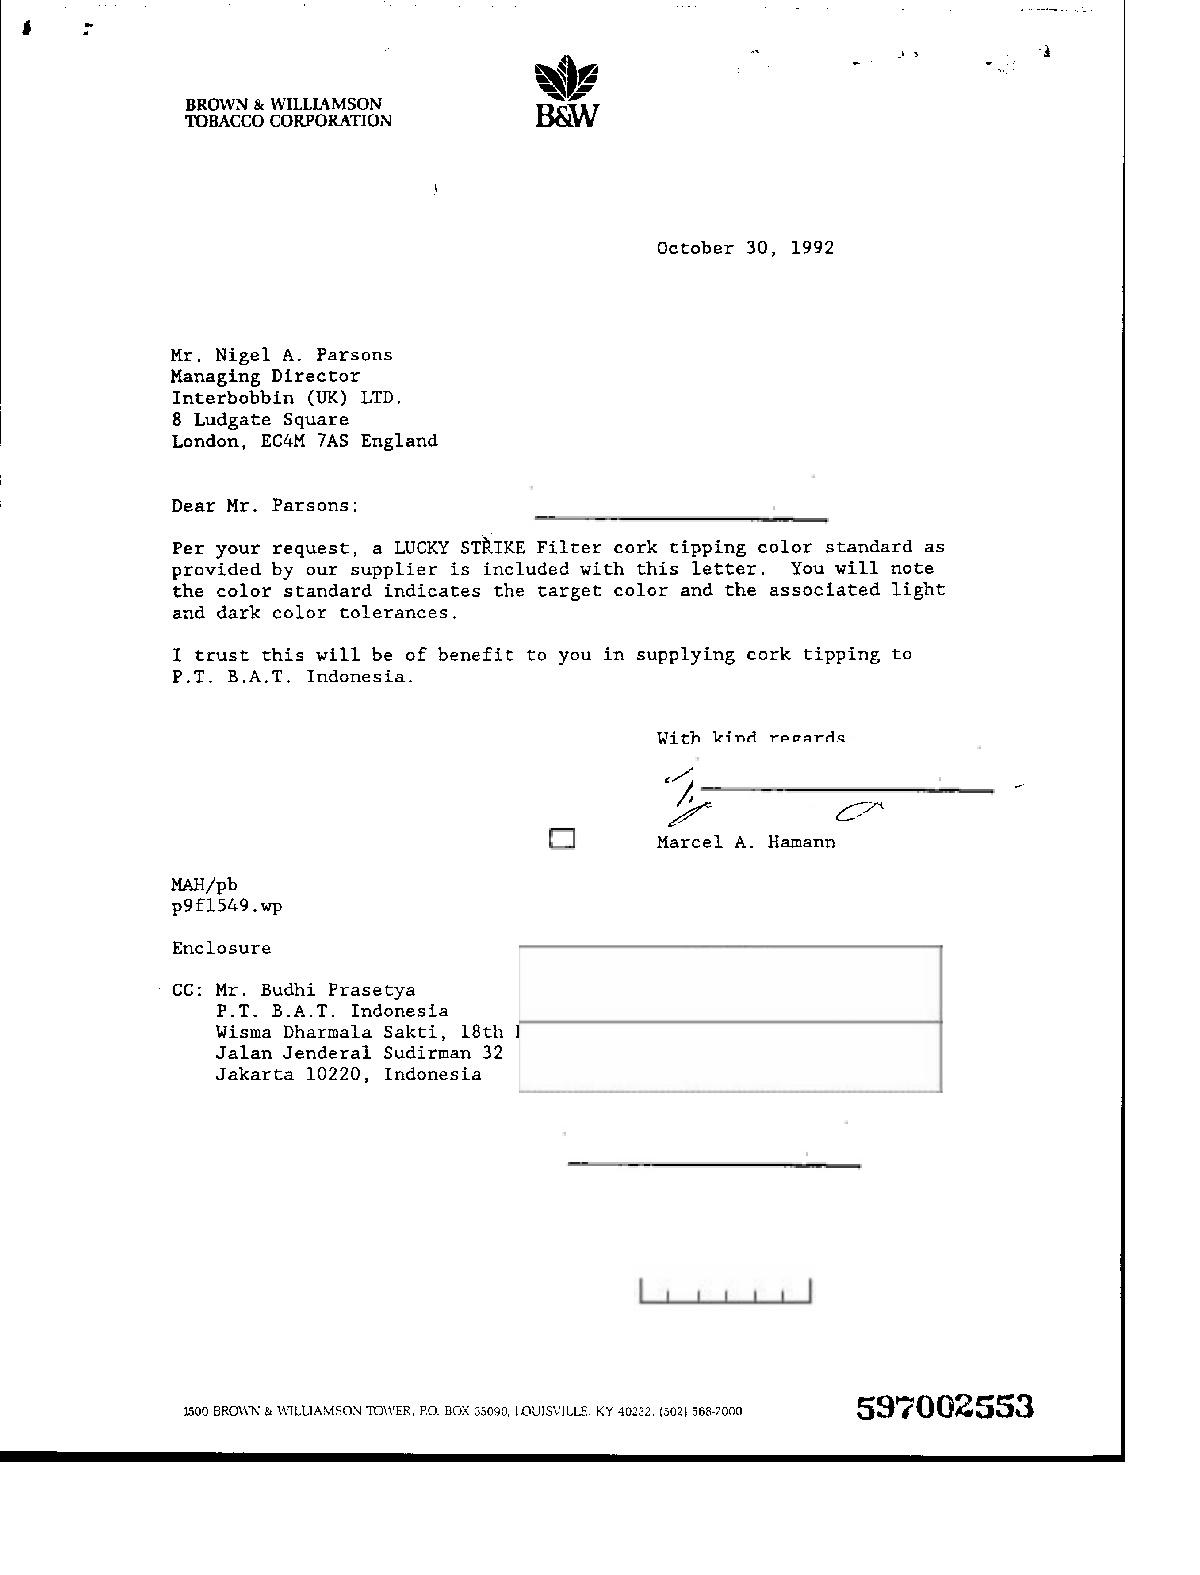 BROWN & WILLIAMSON
TOBACCO CORPORATION
B&W
October 30, 1992
Mr. Nigel A. Parsons
Managing Director
Interbobbin (UK) LTD.
8 Ludgate Square
London, EC4M 7AS England
Dear Mr. Parsons:
Per your request, a LUCKY STRIKE Filter cork tipping color standard as
provided by our supplier is included with this letter. You will note
the color standard indicates the target color and the associated light
and dark color tolerances.
I trust this will be of benefit to you in supplying cork tipping to
P.T. B.A.T. Indonesia.
With kind regards
Marcel A. Hamann
MAH/pb
p9f1549.wp
Enclosure
CC: Mr. Budhi Prasetya
P.T. B.A.T. Indonesia
Wisma Dharmala Sakti, 18th
Jalan Jenderal Sudirman 32
Jakarta 10220, Indonesia
1500 BROWN & WILLIAMSON TOWER, P.O. BOX 35090, LOUISVILLE, KY 40232, (502) 568-7000
597002553